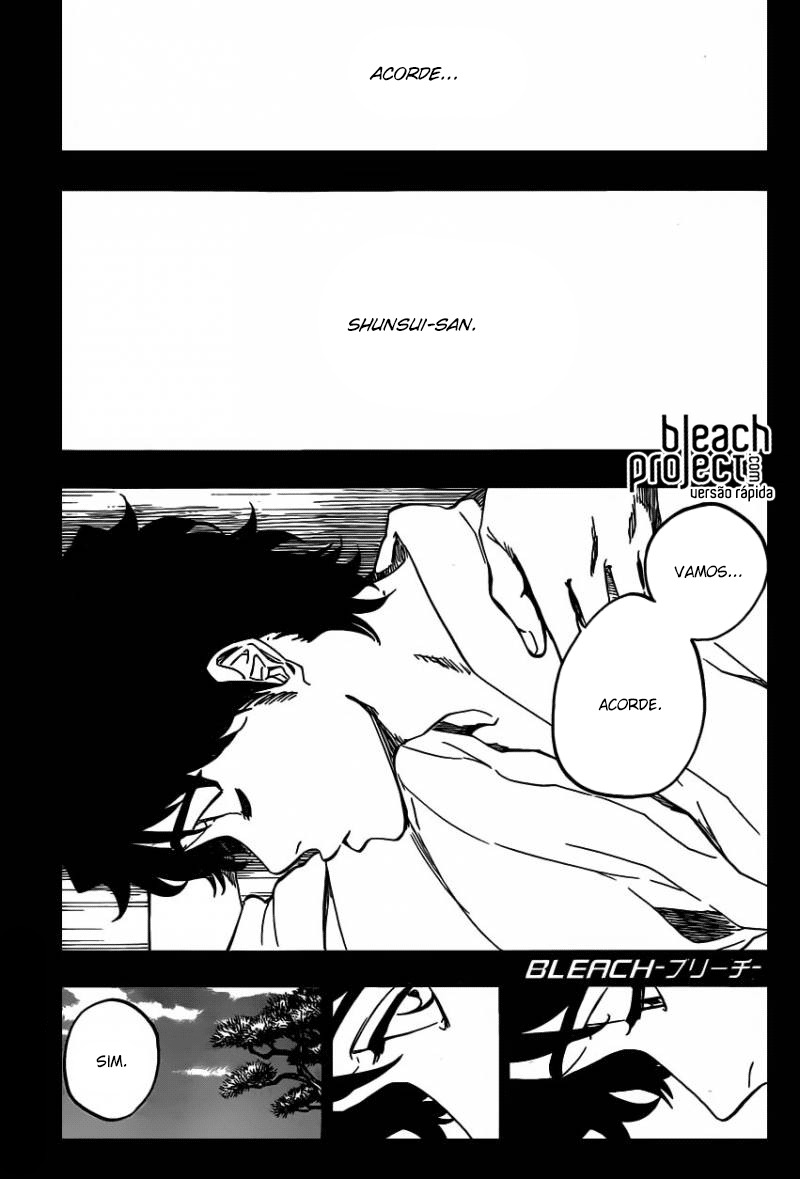 ACORDE...
SHUNSUI-SAN.
bleach
project.com
versão rápida
VAMOS...
ACORDE.
BLEACH-ブリーチ-
SIM.